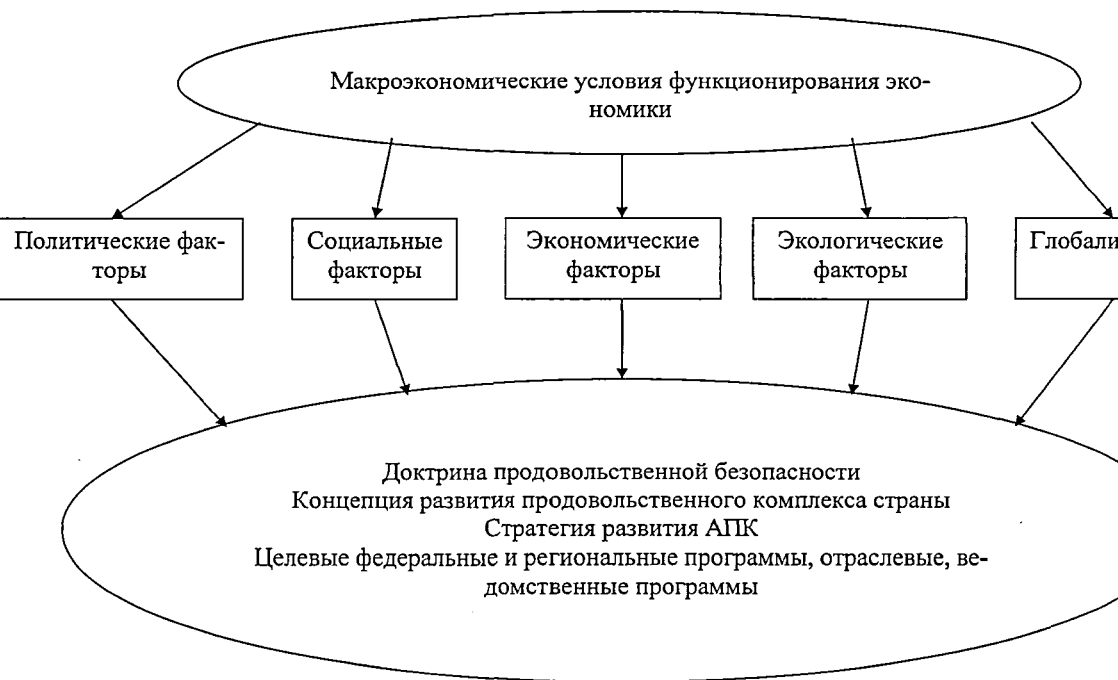 Макроэкономические условия функционирования эко-
номики
Политические фак-
торы
Социальные
факторы
Экономические
факторы
Экологические
факторы
Глобали
Доктрина продовольственной безопасности
Концепция развития продовольственного комплекса страны
Стратегия развития АПК
Целевые федеральные и региональные программы, отраслевые, ве-
домственные программы